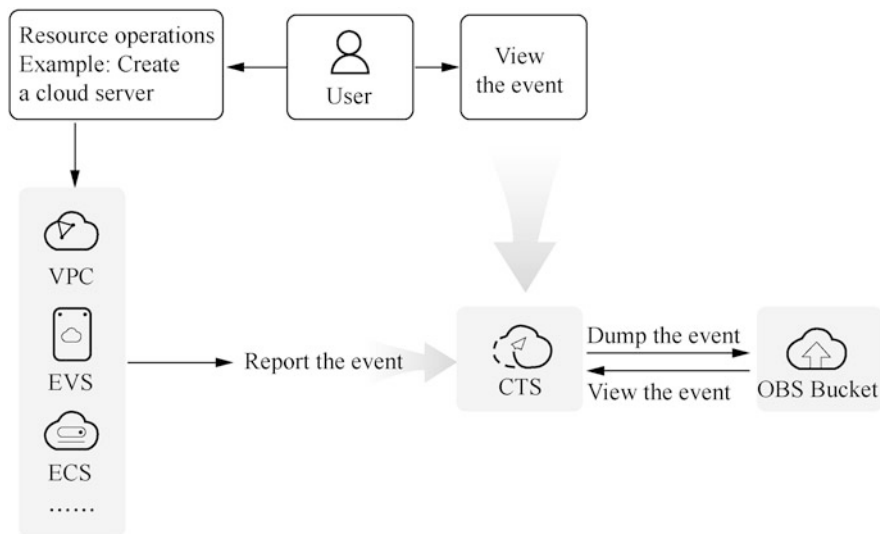 Resource operations
Example: Create
a cloud server
User
View
the event
VPC
EVS
ECS
......
Report the event
CTS
Dump the event
View the event
OBS Bucket